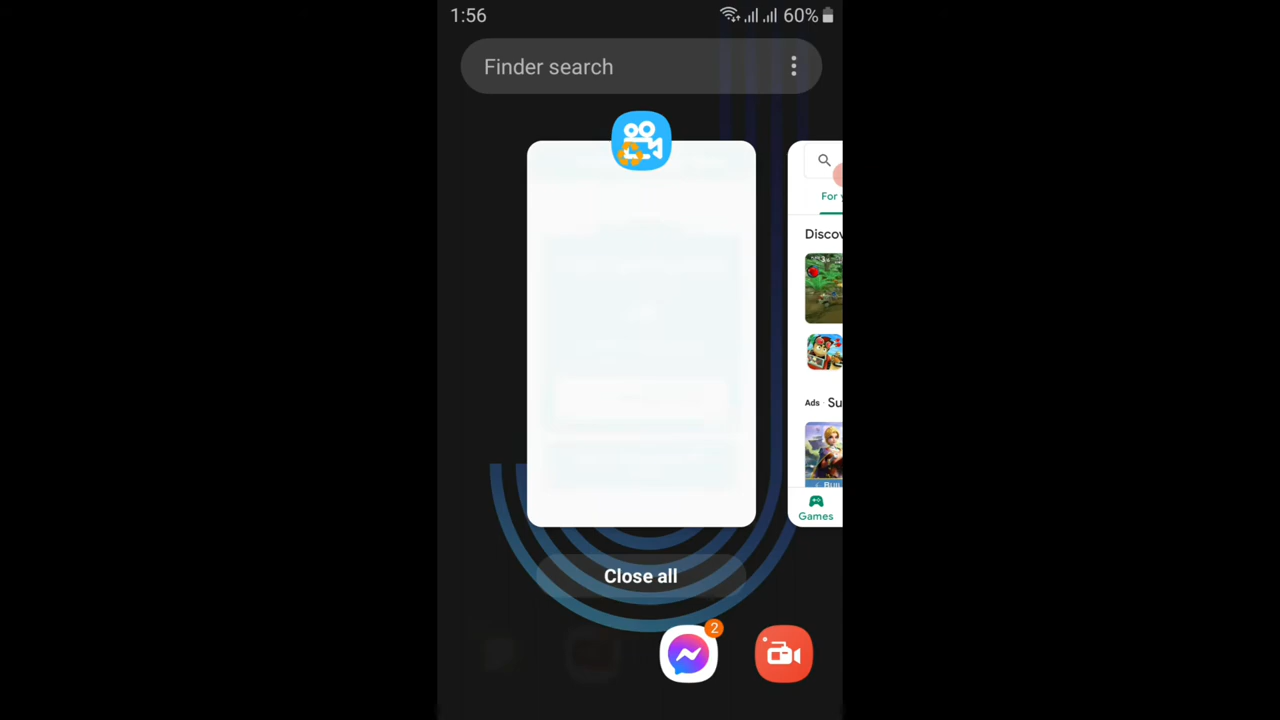 1:56
60%
Finder search
For y
Discov
Ads · Su
Games
Close all
2